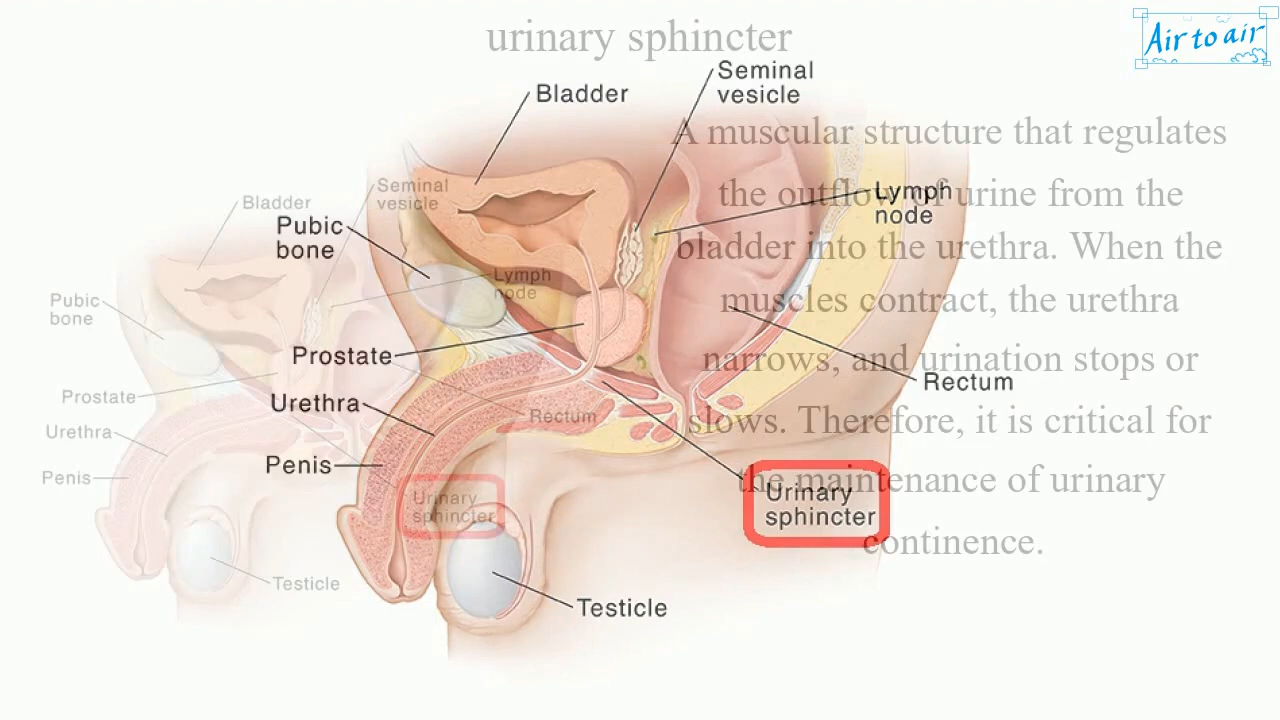 urinary sphincter
Air to air
Seminal
vesicle
Bladder
A muscular structure that regulates
the outflow of urine from the
bladder into the urethra. When the
muscles contract, the urethra
narrows, and urination stops or
slows. Therefore, it is critical for
the maintenance of urinary
continence.
Lymph
node
Pubic
bone
Prostate
Urethra
Penis
Rectum
Urinary
sphincter
Testicle
Bladder
Seminal
vesicle
Lymph
node
Pubic
bone
Prostate
Urethra
Penis
Rectum
Urinary
sphincter
Testicle